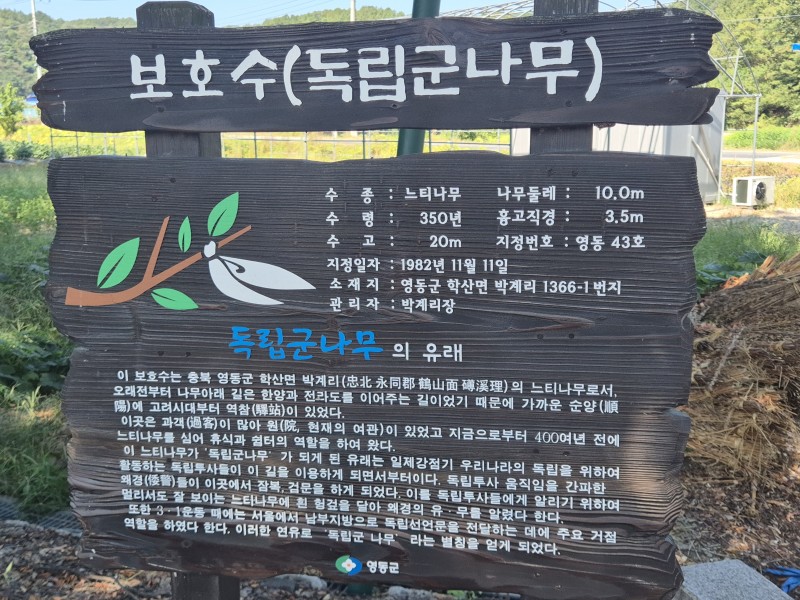 보호수(독립군나무)
수 종 : 느티나무 나무둘레 : 10.0m
수 령 : 350년 흉고직경 : 3.5m
수 고 : 20m 지정번호 : 영동 43호
지정일자 : 1982년 11월 11일
소 재 지 : 영동군 학산면 박계리 1366-1번지
관 리 자 : 박계리장
독립군나무 의 유래
이 보호수는 충북 영동군 학산면 박계리(忠北 永同郡 鶴山面 磚溪理)의 느티나무로서,
오래전부터 나무아래 길은 한양과 전라도를 이어주는 길이었기 때문에 가까운 순양(順
陽)에 고려시대부터 역참(驛站)이 있었다.
이곳은 과객(過客)이 많아 원(院, 현재의 여관)이 있었고 지금으로부터 400여년 전에
느티나무를 심어 휴식과 쉼터의 역할을 하여 왔다.
이 느티나무가 '독립군나무' 가 되게 된 유래는 일제강점기 우리나라의 독립을 위하여
활동하는 독립투사들이 이 길을 이용하게 되면서부터이다. 독립투사 움직임을 간파한
왜경(倭警)들이 이곳에서 잠복, 검문을 하게 되었다. 이를 독립투사들에게 알리기 위하여
멀리서도 잘 보이는 느티나무에 흰 헝겊을 달아 왜경의 유·무를 알렸다 한다.
또한 3·1운동 때에는 서울에서 남부지방으로 독립선언문을 전달하는 데에 주요 거점
역할을 하였다 한다. 이러한 연유로 '독립군 나무' 라는 별칭을 얻게 되었다.
영동군